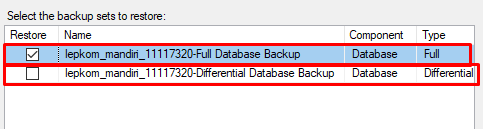 Select the backup sets to restore:
Restore Name Component Type
lepkom_mandiri_11117320-Full Database Backup Database Full
lepkom_mandiri_11117320-Differential Database Backup Database Differential